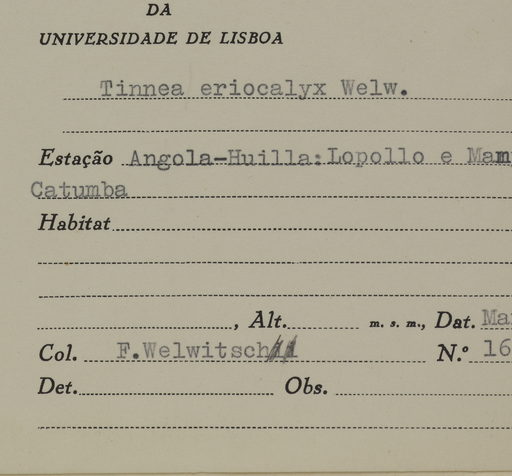 DA
UNIVERSIDADE DE LISBOA
Tinnea eriocalyx Welw.
Estação Angola-Huilla: Lopollo e Mam
Catumba
Habitat
, Alt. m. s. m., Dat. Ma
Col. F.Welwitsch N.º 16
Det. Obs.